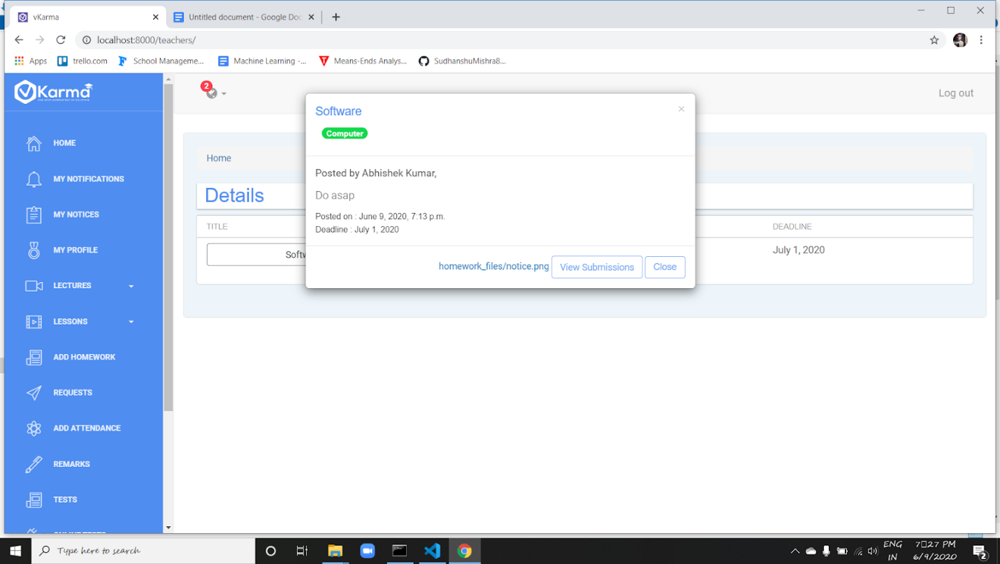 vKarma
Untitled document - Google Doc
localhost:8000/teachers/
Apps
trello.com
School Manageme...
Machine Learning -...
Means-Ends Analys...
SudhanshuMishra8...
Karma
2
Log out
HOME
MY NOTIFICATIONS
MY NOTICES
MY PROFILE
LECTURES
LESSONS
ADD HOMEWORK
REQUESTS
ADD ATTENDANCE
REMARKS
TESTS
Home
Details
TITLE
DEADLINE
Softw
July 1, 2020
Software
×
Computer
Posted by Abhishek Kumar,
Do asap
Posted on : June 9, 2020, 7:13 p.m.
Deadline : July 1, 2020
homework_files/notice.png
View Submissions
Close
Type here to search
ENG
IN
7□27 PM
6/9/2020
2